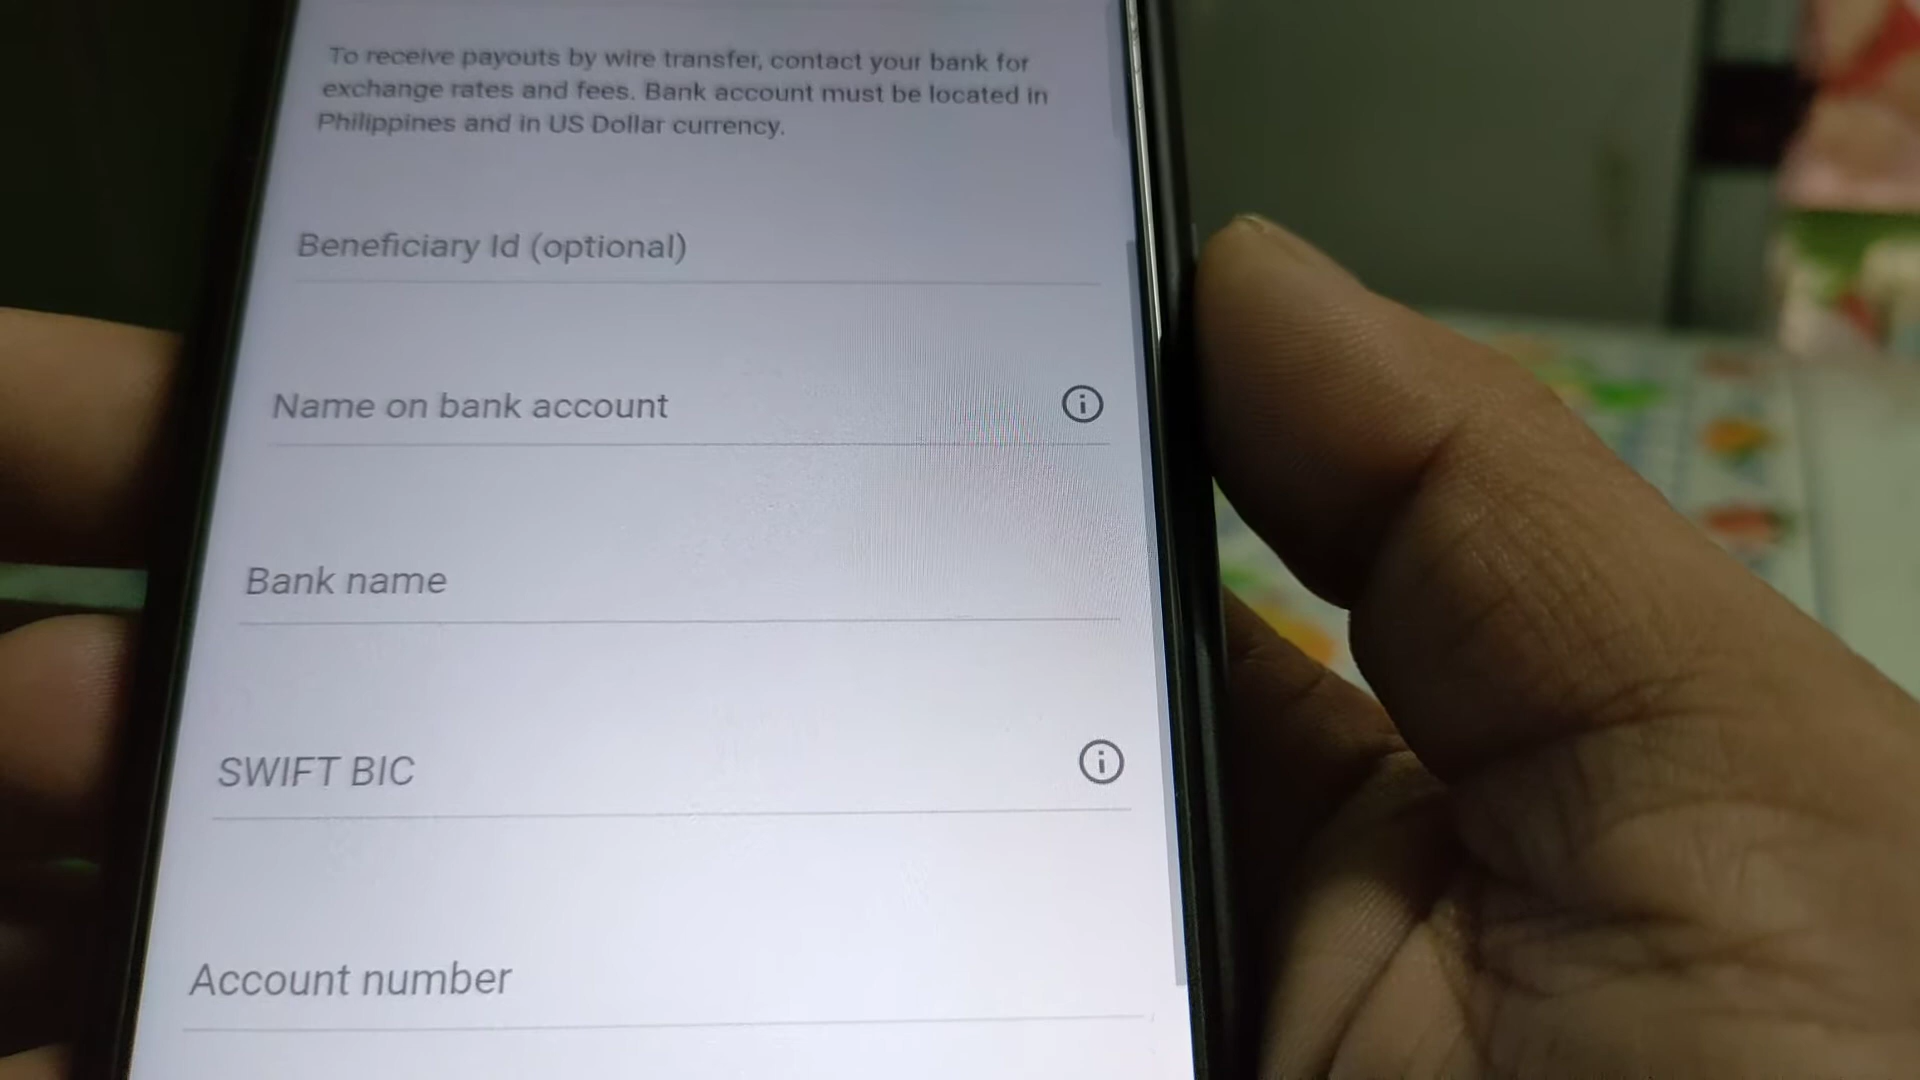 To receive payouts by wire transfer, contact your bank for
exchange rates and fees. Bank account must be located in
Philippines and in US Dollar currency.
Beneficiary Id (optional)
Name on bank account
Bank name
SWIFT BIC
Account number